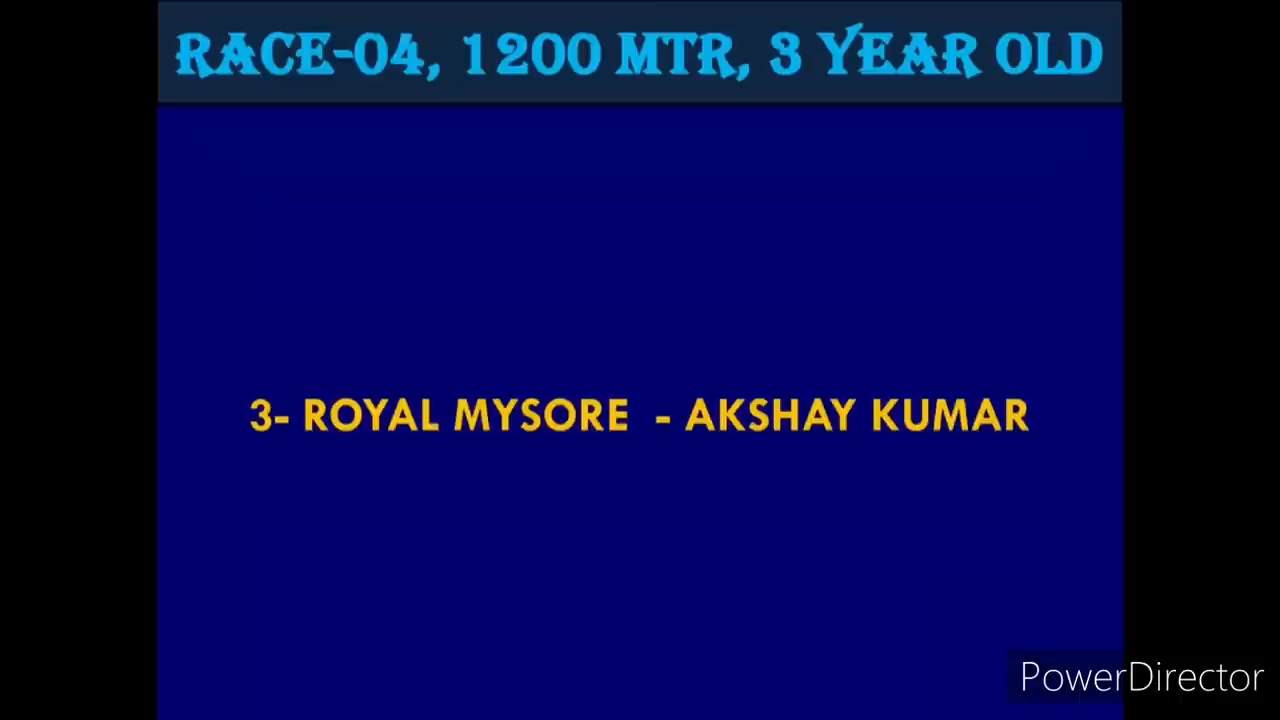 RACE-04, 1200 MTR, 3 YEAR OLD
3- ROYAL MYSORE - AKSHAY KUMAR
PowerDirector